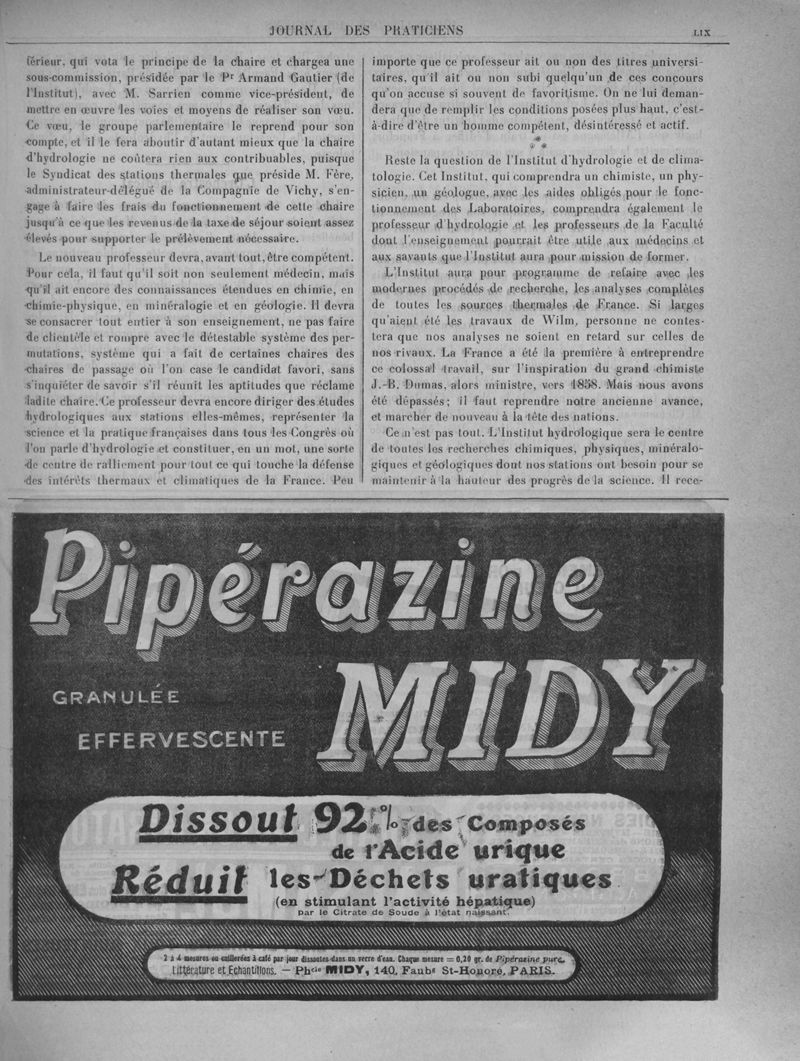 JOURNAL DES PRATICIENS
LIX
férieur, qui vota le principe de la chaire et chargea une
sous-commission, présidée par le Pr Armand Gautier (de
l'Institut), avec M. Sarrien comme vice-président, de
mettre en œuvre les voies et moyens de réaliser son vœu.
Ce vœu, le groupe parlementaire le reprend pour son
compte, et il le fera aboutir d'autant mieux que la chaire
d'hydrologie ne coûtera rien aux contribuables, puisque
le Syndicat des stations thermales que préside M. Fère,
administrateur-délégué de la Compagnie de Vichy, s'en-
gage à faire les frais du fonctionnement de cette chaire
jusqu'à ce que les revenus de la taxe de séjour soient assez
élevés pour supporter le prélèvement nécessaire.
Le nouveau professeur devra, avant tout, être compétent.
Pour cela, il faut qu'il soit non seulement médecin, mais
qu'il ait encore des connaissances étendues en chimie, en
chimie-physique, en minéralogie et en géologie. Il devra
se consacrer tout entier à son enseignement, ne pas faire
de clientèle et rompre avec le détestable système des per-
mutations, système qui a fait de certaines chaires des
chaires de passage où l'on case le candidat favori, sans
s'inquiéter de savoir s'il réunit les aptitudes que réclame
ladite chaire. Ce professeur devra encore diriger des études
hydrologiques aux stations elles-mêmes, représenter la
science et la pratique françaises dans tous les Congrès où
l'on parle d'hydrologie et constituer, en un mot, une sorte
de centre de ralliement pour tout ce qui touche la défense
des intérêts thermaux et climatiques de la France. Peu
importe que ce professeur ait ou non des titres universi-
taires, qu'il ait ou non subi quelqu'un de ces concours
qu'on accuse si souvent de favoritisme. On ne lui deman-
dera que de remplir les conditions posées plus haut, c'est-
à-dire d'être un homme compétent, désintéressé et actif.
*
* *
Reste la question de l'Institut d'hydrologie et de clima-
tologie. Cet Institut, qui comprendra un chimiste, un phy-
sicien, un géologue, avec les aides obligés pour le fonc-
tionnement des Laboratoires, comprendra également le
professeur d'hydrologie et les professeurs de la Faculté
dont l'enseignement pourrait être utile aux médecins et
aux savants que l'Institut aura pour mission de former.
L'Institut aura pour programme de refaire avec les
modernes procédés de recherche, les analyses complètes
de toutes les sources thermales de France. Si larges
qu'aient été les travaux de Wilm, personne ne contes-
tera que nos analyses ne soient en retard sur celles de
nos rivaux. La France a été la première à entreprendre
ce colossal travail, sur l'inspiration du grand chimiste
J.-B. Dumas, alors ministre, vers 1858. Mais nous avons
été dépassés; il faut reprendre notre ancienne avance,
et marcher de nouveau à la tête des nations.
Ce n'est pas tout. L'Institut hydrologique sera le centre
de toutes les recherches chimiques, physiques, minéralo-
giques et géologiques dont nos stations ont besoin pour se
maintenir à la hauteur des progrès de la science. Il rece-
Pipérazine
MIDY
GRANULÉE
EFFERVESCENTE
Dissout 92 % des Composés
de l'Acide urique
Réduit les Déchets uratiques
(en stimulant l'activité hépatique)
par le Citrate de Soude à l'état naissant.
2 à 4 mesures ou cuillerées à café par jour dissoutes dans un verre d'eau. Chaque mesure = 0,20 gr. de Pipérazine pure.
Littérature et Echantillons. — Phcie MIDY, 140, Faubg St-Honoré, PARIS.